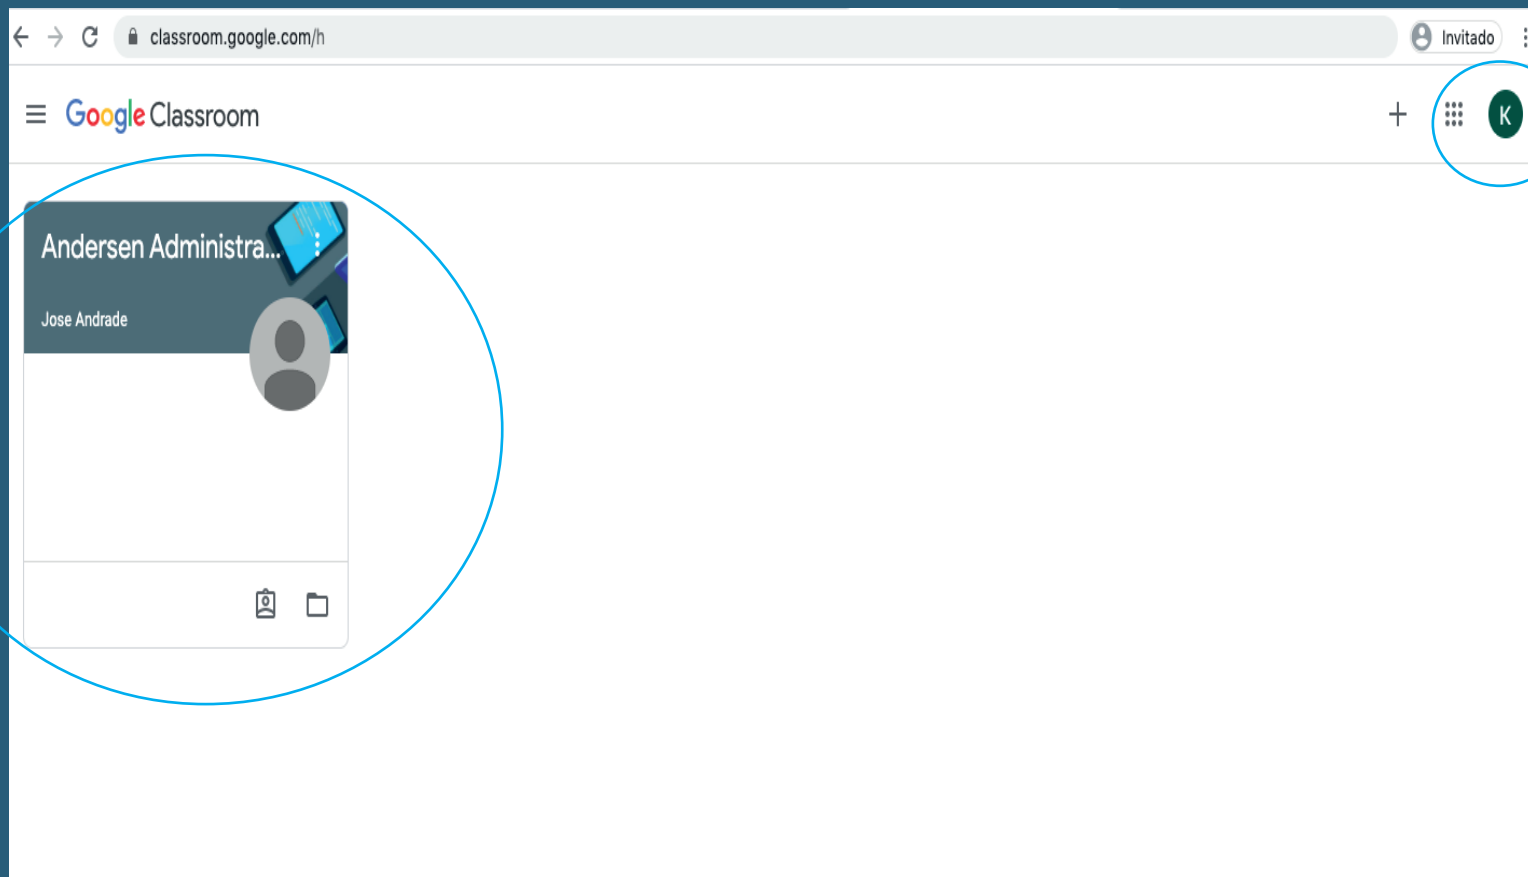 classroom.google.com/h
Invitado
Google Classroom
K
Andersen Administra...
Jose Andrade